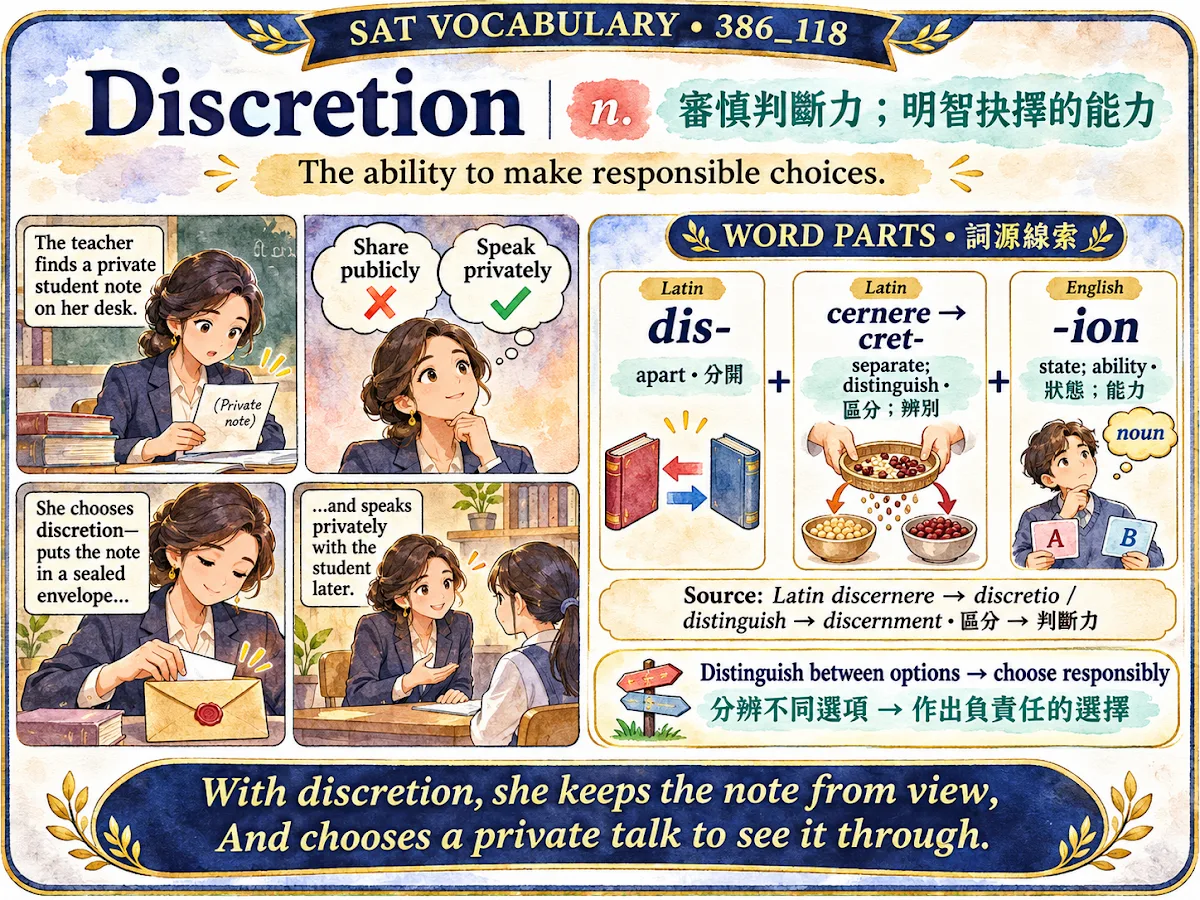 SAT VOCABULARY • 386_118
Discretion
n.
審慎判斷力；明智抉擇的能力
The ability to make responsible choices.
The teacher
finds a private
student note
on her desk.
(Private
note)
Share
publicly
Speak
privately
She chooses
discretion—
puts the note
in a sealed
envelope...
...and speaks
privately
with the
student
later.
WORD PARTS • 詞源線索
Latin
dis-
apart • 分開
+
Latin
cernere →
cret-
separate;
distinguish •
區分；辨別
+
English
-ion
state; ability •
狀態；能力
noun
A
B
Source: Latin discernere → discretio /
distinguish → discernment • 區分 → 判斷力
Distinguish between options → choose responsibly
分辨不同選項 → 作出負責任的選擇
With discretion, she keeps the note from view,
And chooses a private talk to see it through.